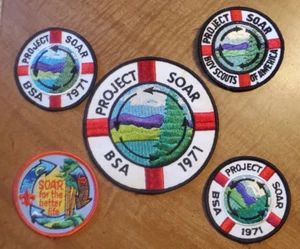 PROJECT SOAR
BSA 1971
PROJECT SOAR
BOY SCOUTS OF AMERICA
PROJECT SOAR
BSA 1971
SOAR
for the
better
life
PROJECT SOAR
BSA 1971